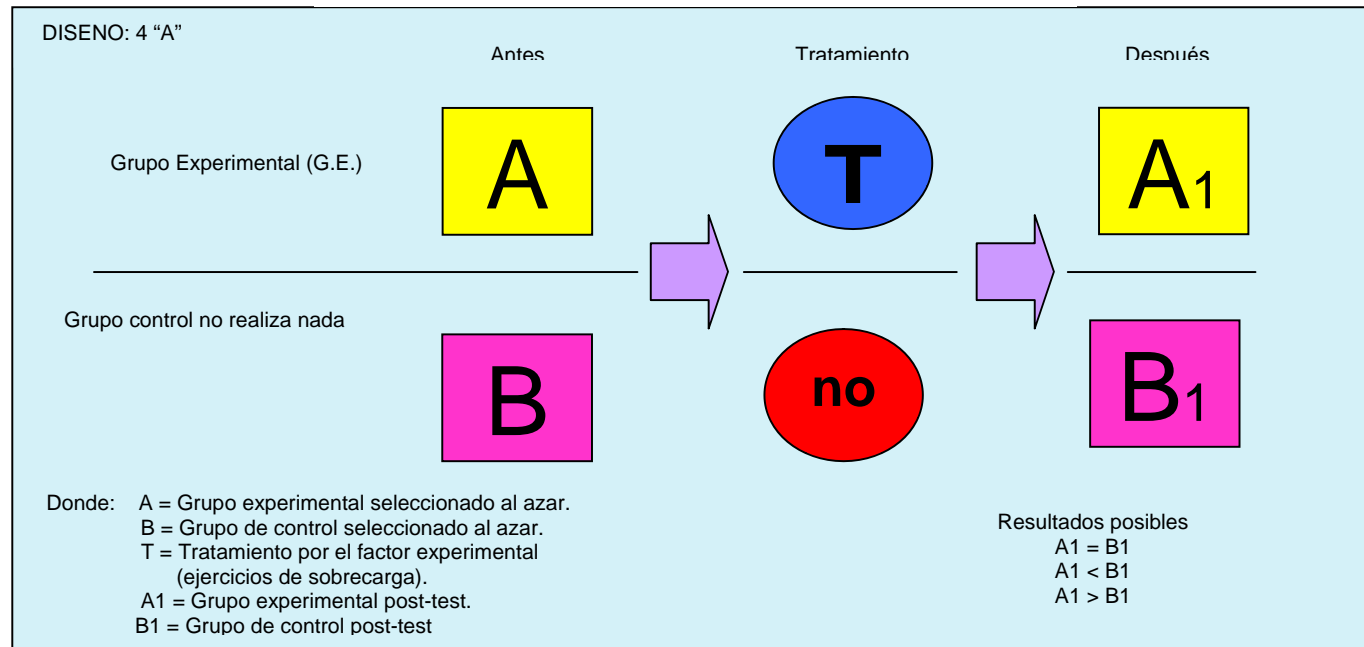 DISENO: 4 “A”
Antes Tratamiento Después
Grupo Experimental (G.E.) A T A1
Grupo control no realiza nada
B no B1
Donde: A = Grupo experimental seleccionado al azar.
B = Grupo de control seleccionado al azar.
T = Tratamiento por el factor experimental
(ejercicios de sobrecarga).
A1 = Grupo experimental post-test.
B1 = Grupo de control post-test
Resultados posibles
A1 = B1
A1 < B1
A1 > B1